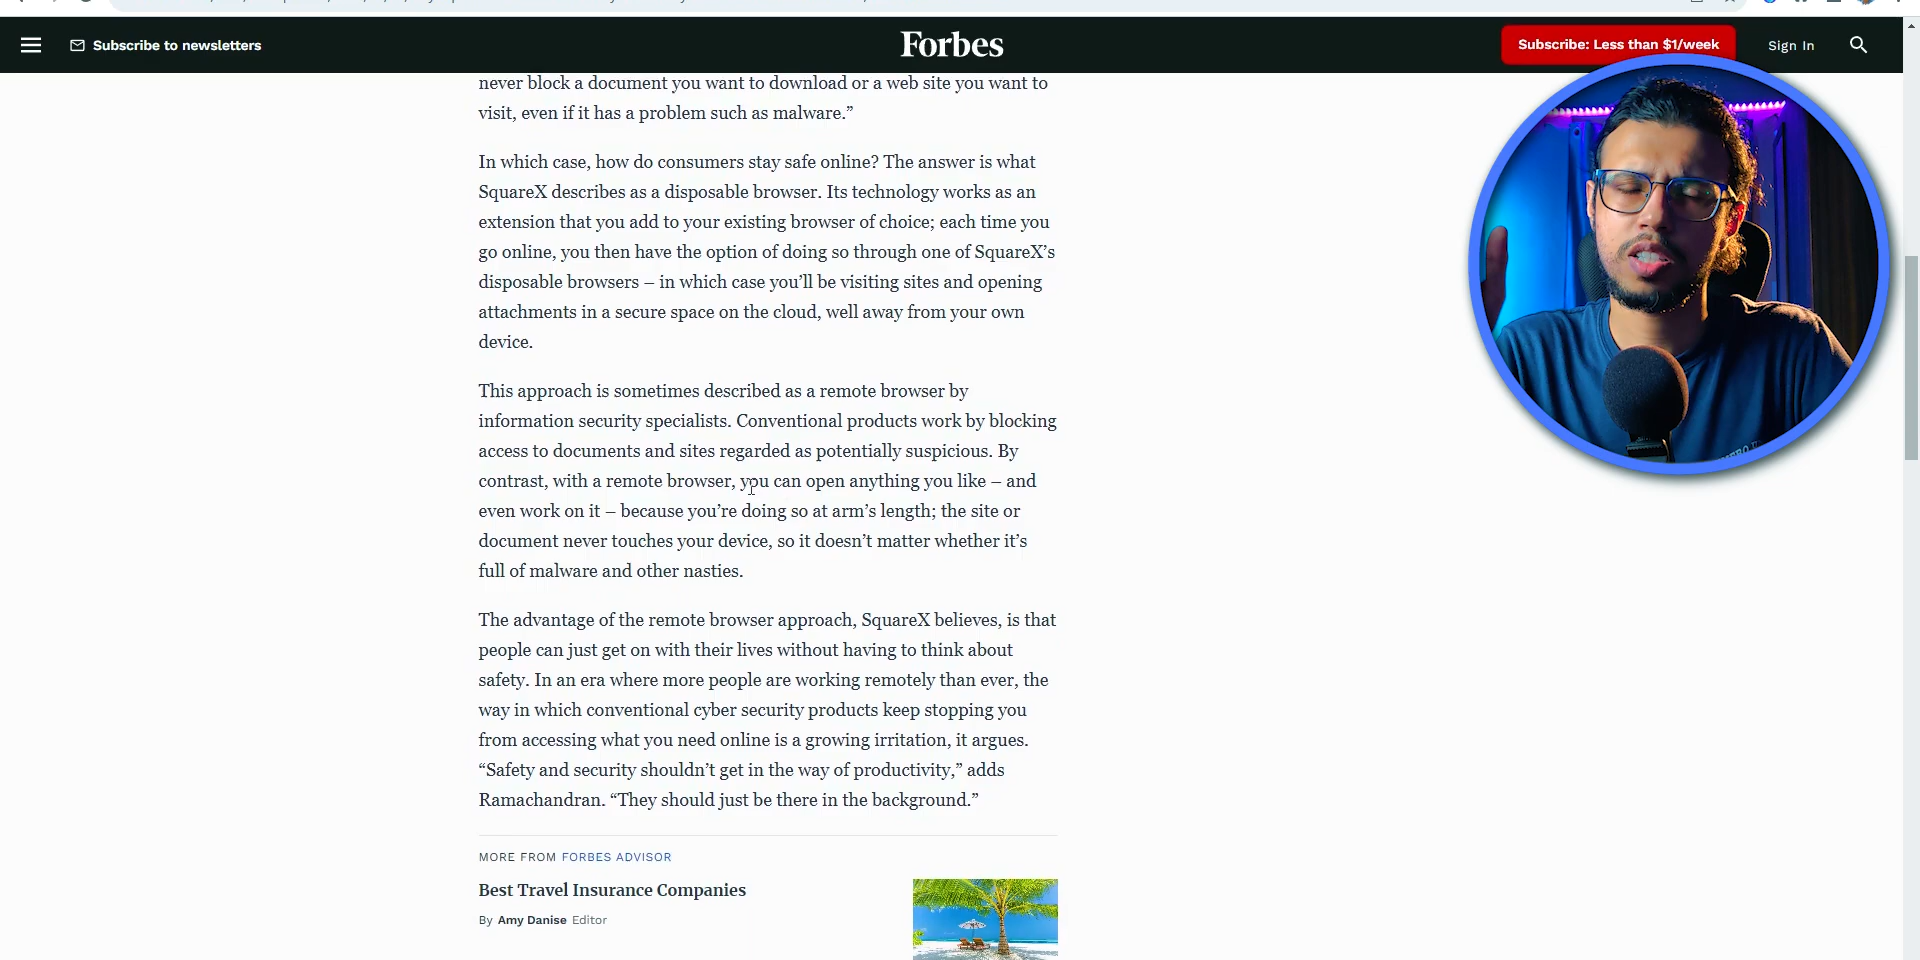 Subscribe to newsletters
Forbes
Subscribe: Less than $1/week
Sign In
never block a document you want to download or a web site you want to
visit, even if it has a problem such as malware.”
In which case, how do consumers stay safe online? The answer is what
SquareX describes as a disposable browser. Its technology works as an
extension that you add to your existing browser of choice; each time you
go online, you then have the option of doing so through one of SquareX’s
disposable browsers – in which case you’ll be visiting sites and opening
attachments in a secure space on the cloud, well away from your own
device.
This approach is sometimes described as a remote browser by
information security specialists. Conventional products work by blocking
access to documents and sites regarded as potentially suspicious. By
contrast, with a remote browser, you can open anything you like – and
even work on it – because you’re doing so at arm’s length; the site or
document never touches your device, so it doesn’t matter whether it’s
full of malware and other nasties.
The advantage of the remote browser approach, SquareX believes, is that
people can just get on with their lives without having to think about
safety. In an era where more people are working remotely than ever, the
way in which conventional cyber security products keep stopping you
from accessing what you need online is a growing irritation, it argues.
“Safety and security shouldn’t get in the way of productivity,” adds
Ramachandran. “They should just be there in the background.”
MORE FROM FORBES ADVISOR
Best Travel Insurance Companies
By Amy Danise Editor